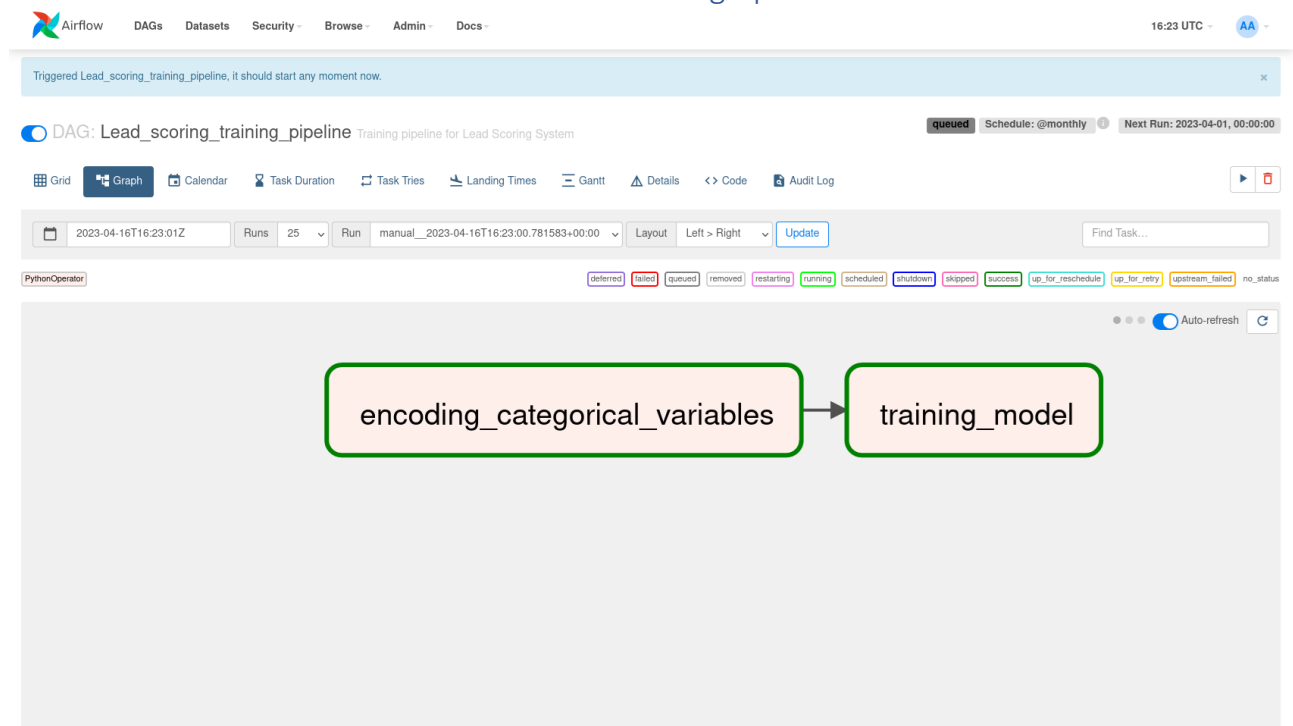 Airflow DAGs Datasets Security Browse Admin Docs 16:23 UTC AA
Triggered Lead_scoring_training_pipeline, it should start any moment now. ×
DAG: Lead_scoring_training_pipeline Training pipeline for Lead Scoring System queued Schedule: @monthly i Next Run: 2023-04-01, 00:00:00
Grid Graph Calendar Task Duration Task Tries Landing Times Gantt Details <> Code Audit Log
2023-04-16T16:23:01Z Runs 25 Run manual__2023-04-16T16:23:00.781583+00:00 Layout Left > Right Update Find Task...
PythonOperator deferred failed queued removed restarting running scheduled shutdown skipped success up_for_reschedule up_for_retry upstream_failed no_status
Auto-refresh
encoding_categorical_variables training_model